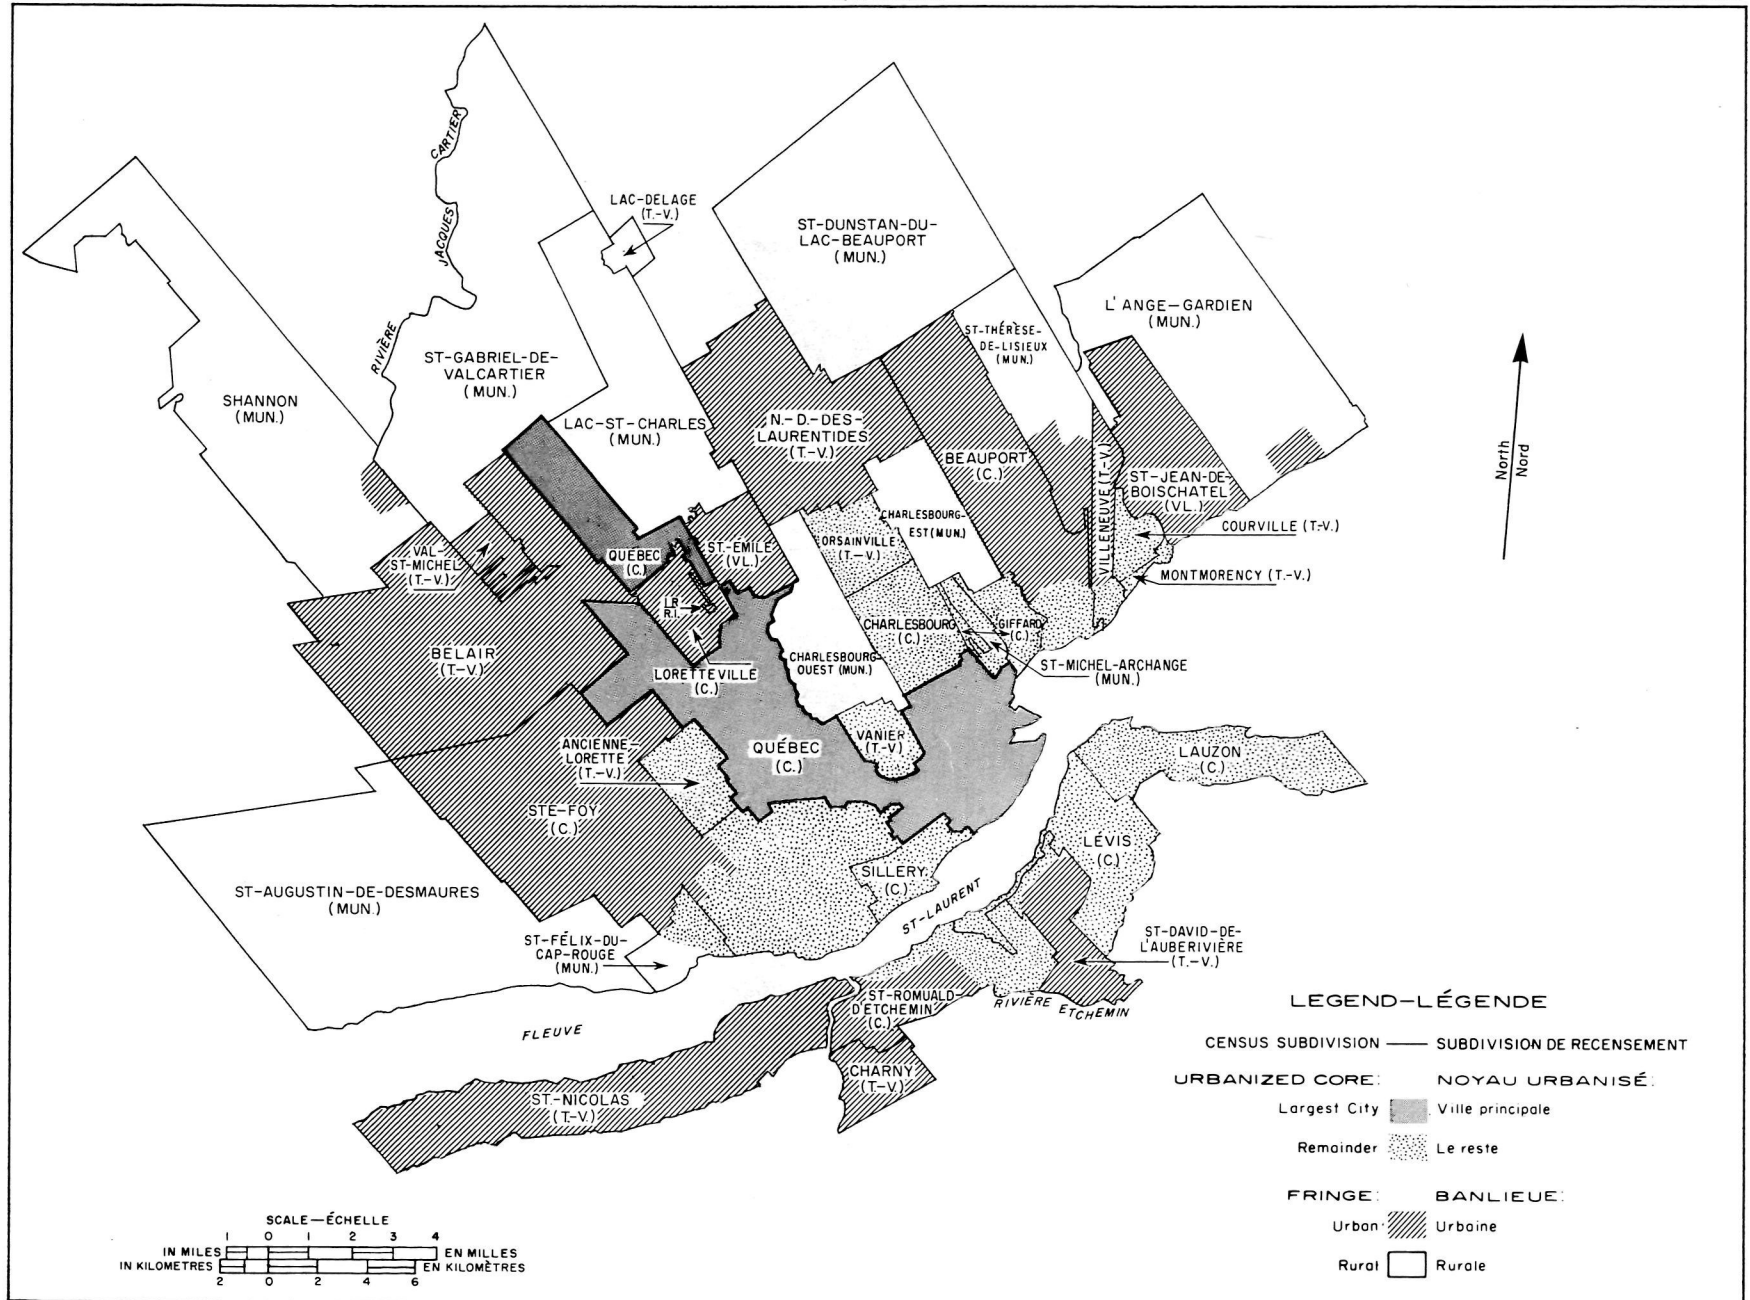 LAC-DELAGE
(T.-V.)
ST-DUNSTAN-DU-
LAC-BEAUPORT
(MUN.)
RIVIÈRE
JACQUES
CARTIER
L'ANGE-GARDIEN
(MUN.)
ST-THÉRÈSE-
DE-LISIEUX
(MUN.)
ST-GABRIEL-DE-
VALCARTIER
(MUN.)
SHANNON
(MUN.)
LAC-ST-CHARLES
(MUN.)
N.-D.-DES-
LAURENTIDES
(T.-V.)
BEAUPORT
(C.)
VILLENEUVE (T-V.)
ST-JEAN-DE-
BOISCHATEL
(VL.)
North
Nord
COURVILLE (T-V.)
MONTMORENCY (T.-V.)
CHARLESBOURG-
EST (MUN.)
ORSAINVILLE
(T.-V.)
ST.-EMILE
(VL.)
QUÉBEC
(C.)
VAL-
ST-MICHEL
(T.-V.)
I.R.
R.I.
BÉLAIR
(T-V.)
LORETTEVILLE
(C.)
CHARLESBOURG-
OUEST (MUN.)
CHARLESBOURG
(C.)
GIFFARD
(C.)
ST-MICHEL-ARCHANGE
(MUN.)
ANCIENNE-
LORETTE
(T.-V.)
QUÉBEC
(C.)
VANIER
(T-V.)
LAUZON
(C.)
STE-FOY
(C.)
LÉVIS
(C.)
SILLERY
(C.)
ST-AUGUSTIN-DE-DESMAURES
(MUN.)
ST-LAURENT
ST-FÉLIX-DU-
CAP-ROUGE
(MUN.)
ST-DAVID-DE-
L'AUBERIVIÈRE
(T.-V.)
ST-ROMUALD-
D'ETCHEMIN
(C.)
RIVIÈRE ETCHEMIN
FLEUVE
CHARNY
(T-V.)
ST.-NICOLAS
(T.-V.)
LEGEND-LÉGENDE
CENSUS SUBDIVISION SUBDIVISION DE RECENSEMENT
URBANIZED CORE: NOYAU URBANISÉ:
Largest City Ville principale
Remainder Le reste
FRINGE: BANLIEUE:
Urban Urbaine
Rural Rurale
SCALE-ÉCHELLE
1 0 1 2 3 4
IN MILES EN MILLES
IN KILOMETRES EN KILOMÈTRES
2 0 2 4 6